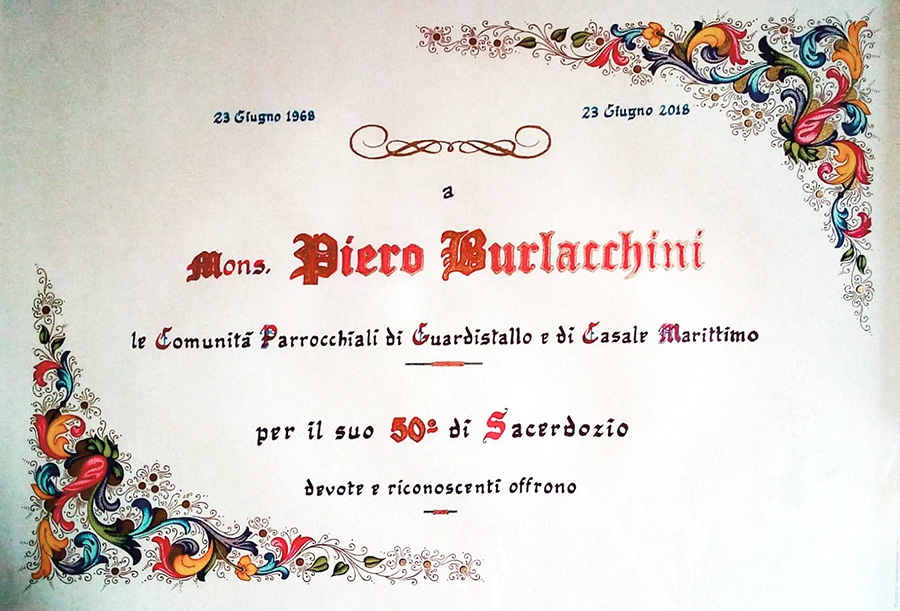 23 Giugno 1968 23 Giugno 2018
a
Mons. Piero Burlacchini
le Comunità Parrocchiali di Guardistallo e di Casale Marittimo
per il suo 50º di Sacerdozio
devote e riconoscenti offrono